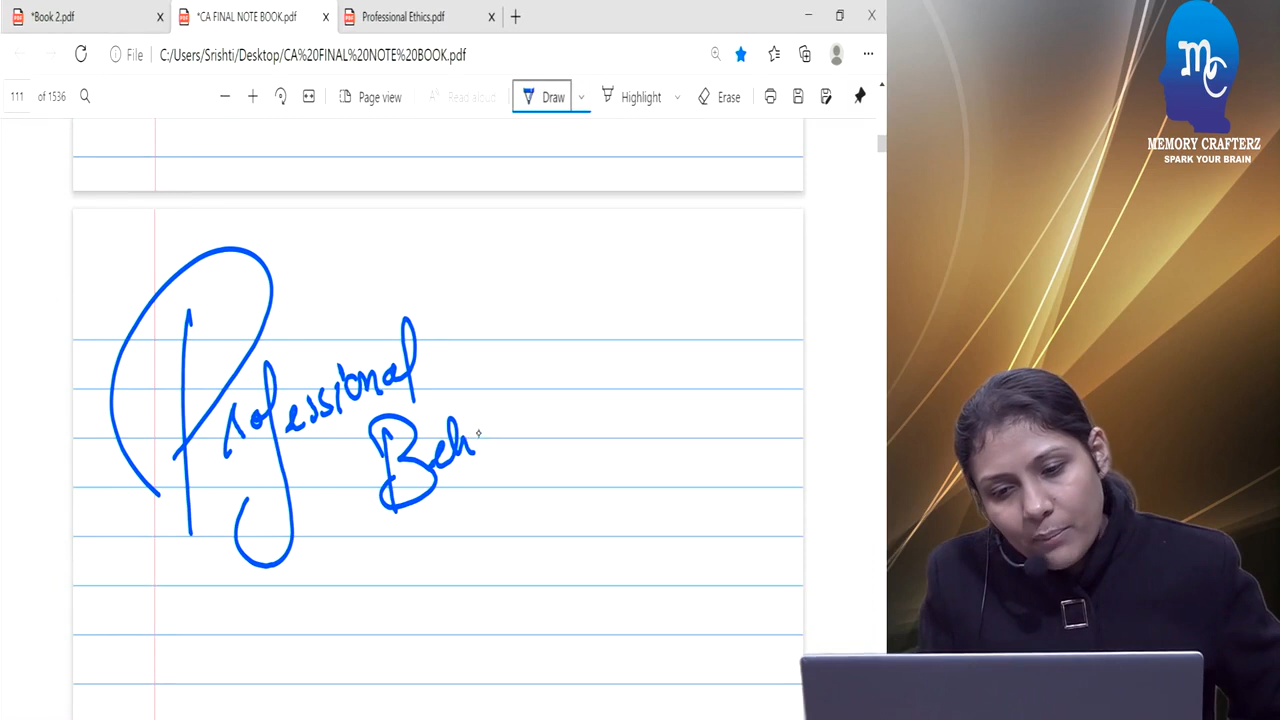 *Book 2.pdf
*CA FINAL NOTE BOOK.pdf
Professional Ethics.pdf
File C:/Users/Srishti/Desktop/CA%20FINAL%20NOTE%20BOOK.pdf
111 of 1536
Page view
Read aloud
Draw
Highlight
Erase
MC
MEMORY CRAFTERZ
SPARK YOUR BRAIN
Professional
Beh